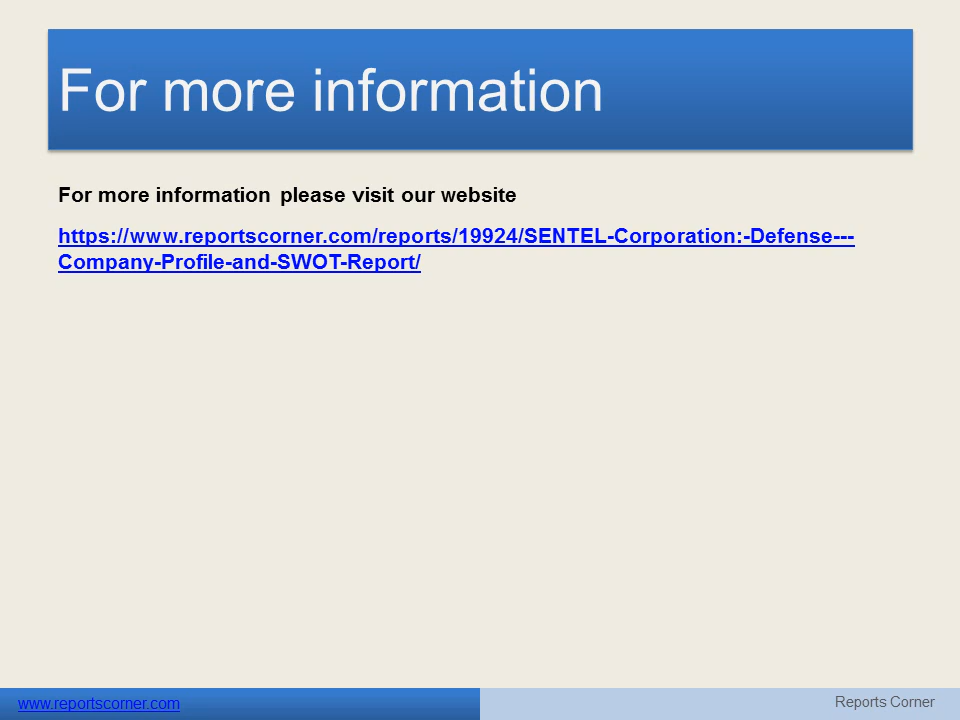 For more information
For more information please visit our website
https://www.reportscorner.com/reports/19924/SENTEL-Corporation:-Defense---
Company-Profile-and-SWOT-Report/
www.reportscorner.com
Reports Corner